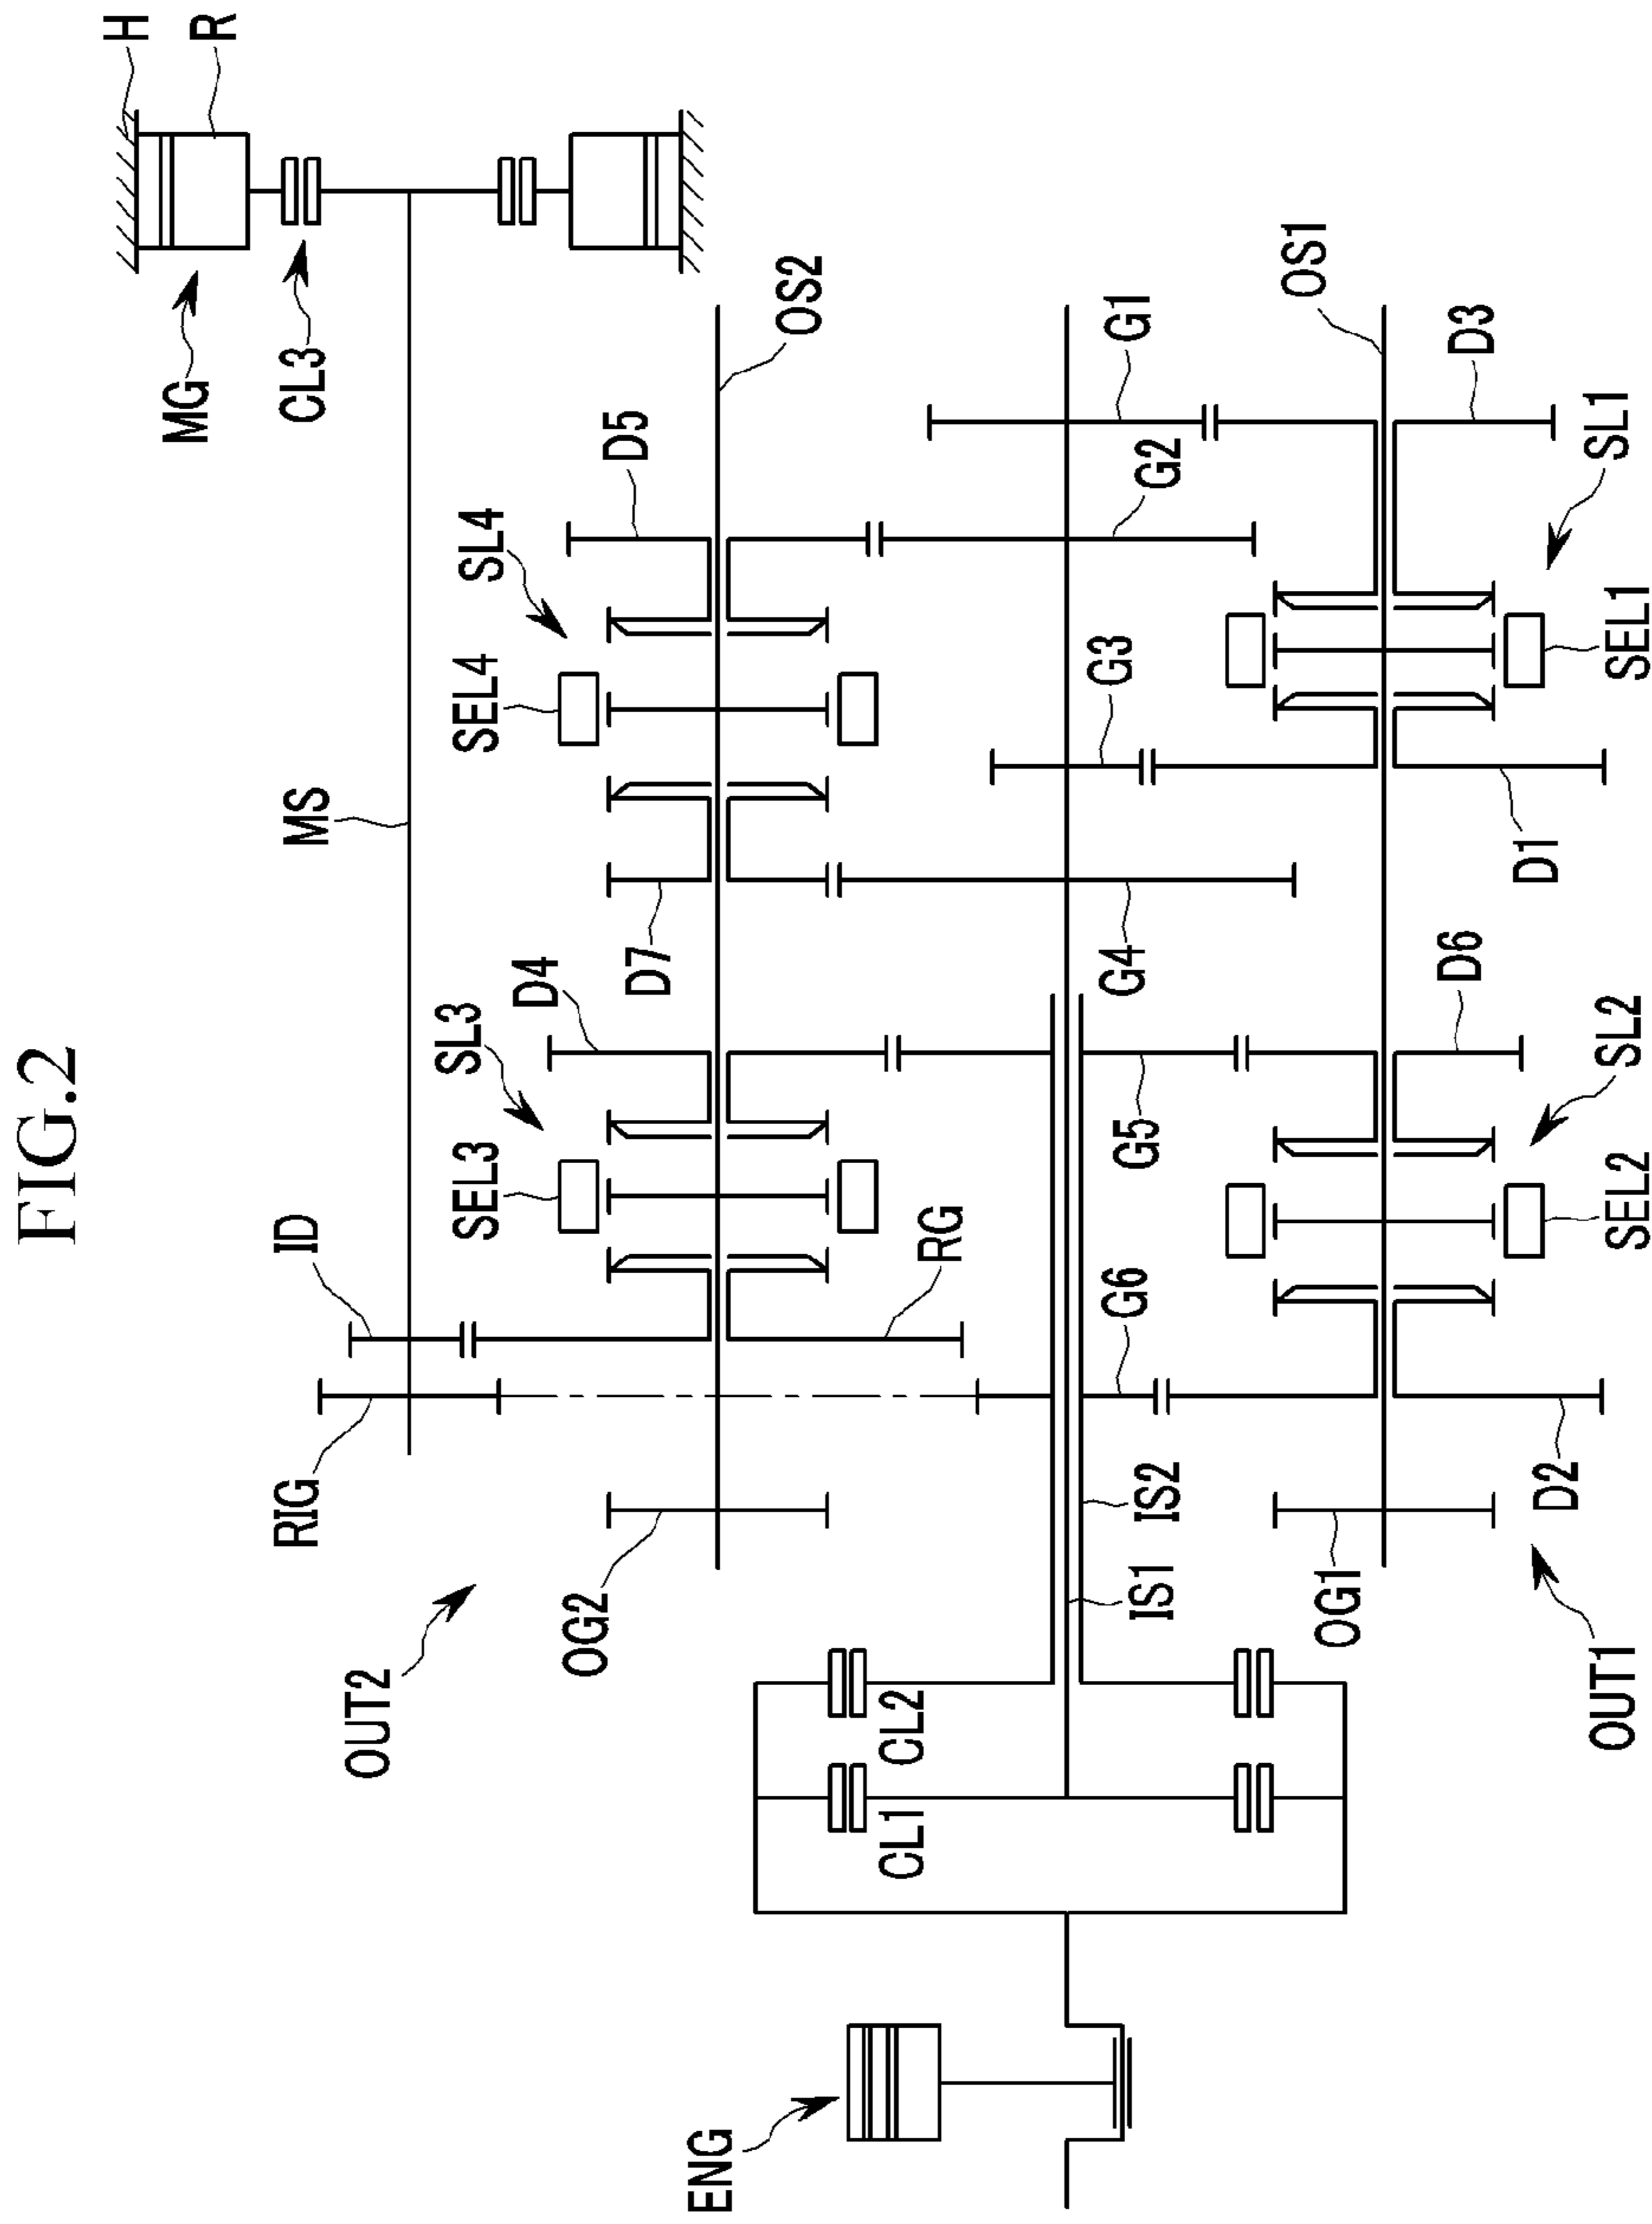 FIG.2
H
R
MG
CL3
MS
OS2
D5
SL4
SEL4
D7
D4
SL3
SEL3
ID
RG
RIG
OG2
OUT2
G1
G2
G3
G4
G5
G6
OS1
D3
SL1
SEL1
D1
D6
SL2
SEL2
D2
OG1
OUT1
IS2
IS1
CL2
CL1
ENG